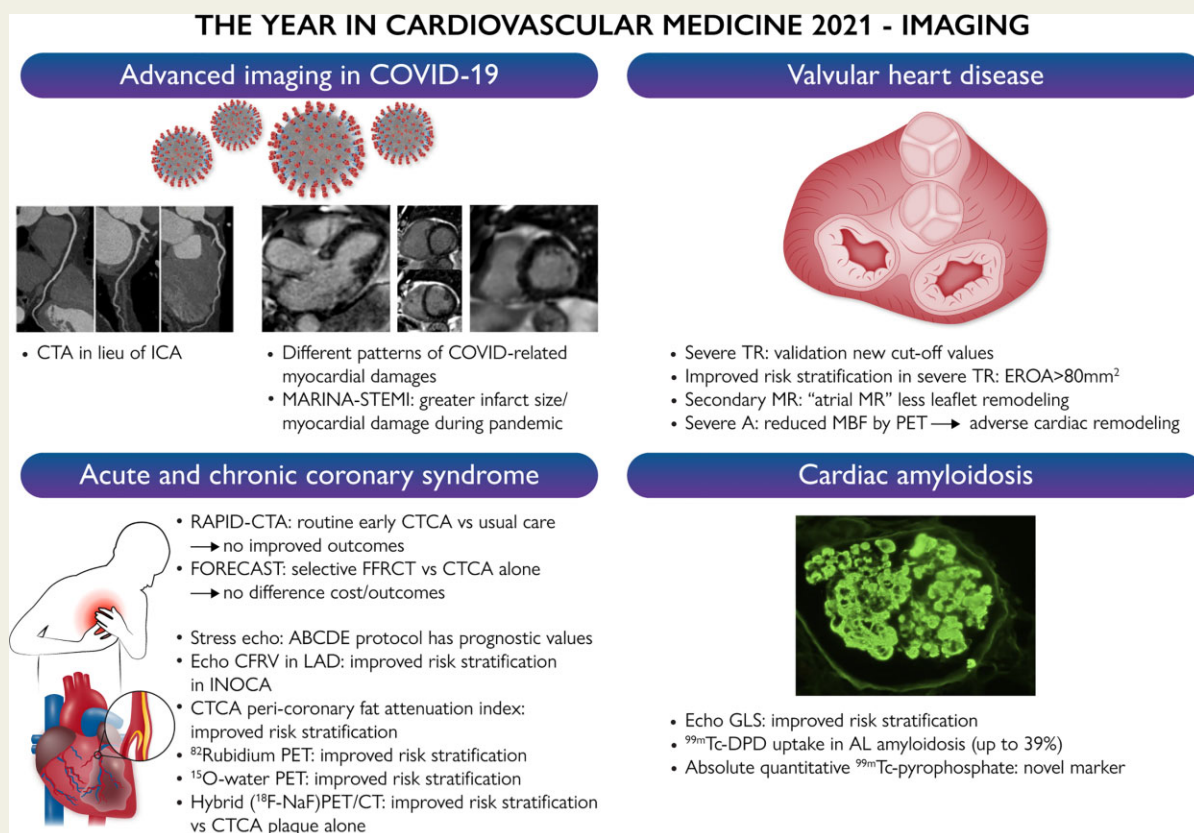 THE YEAR IN CARDIOVASCULAR MEDICINE 2021 - IMAGING
Advanced imaging in COVID-19
• CTA in lieu of ICA
• Different patterns of COVID-related
myocardial damages
• MARINA-STEMI: greater infarct size/
myocardial damage during pandemic
Valvular heart disease
• Severe TR: validation new cut-off values
• Improved risk stratification in severe TR: EROA>80mm²
• Secondary MR: “atrial MR” less leaflet remodeling
• Severe A: reduced MBF by PET → adverse cardiac remodeling
Acute and chronic coronary syndrome
• RAPID-CTA: routine early CTCA vs usual care
→ no improved outcomes
• FORECAST: selective FFRCT vs CTCA alone
→ no difference cost/outcomes
• Stress echo: ABCDE protocol has prognostic values
• Echo CFRV in LAD: improved risk stratification
in INOCA
• CTCA peri-coronary fat attenuation index:
improved risk stratification
• ⁸²Rubidium PET: improved risk stratification
• ¹⁵O-water PET: improved risk stratification
• Hybrid (¹⁸F-NaF)PET/CT: improved risk stratification
vs CTCA plaque alone
Cardiac amyloidosis
• Echo GLS: improved risk stratification
• ⁹⁹ᵐTc-DPD uptake in AL amyloidosis (up to 39%)
• Absolute quantitative ⁹⁹ᵐTc-pyrophosphate: novel marker